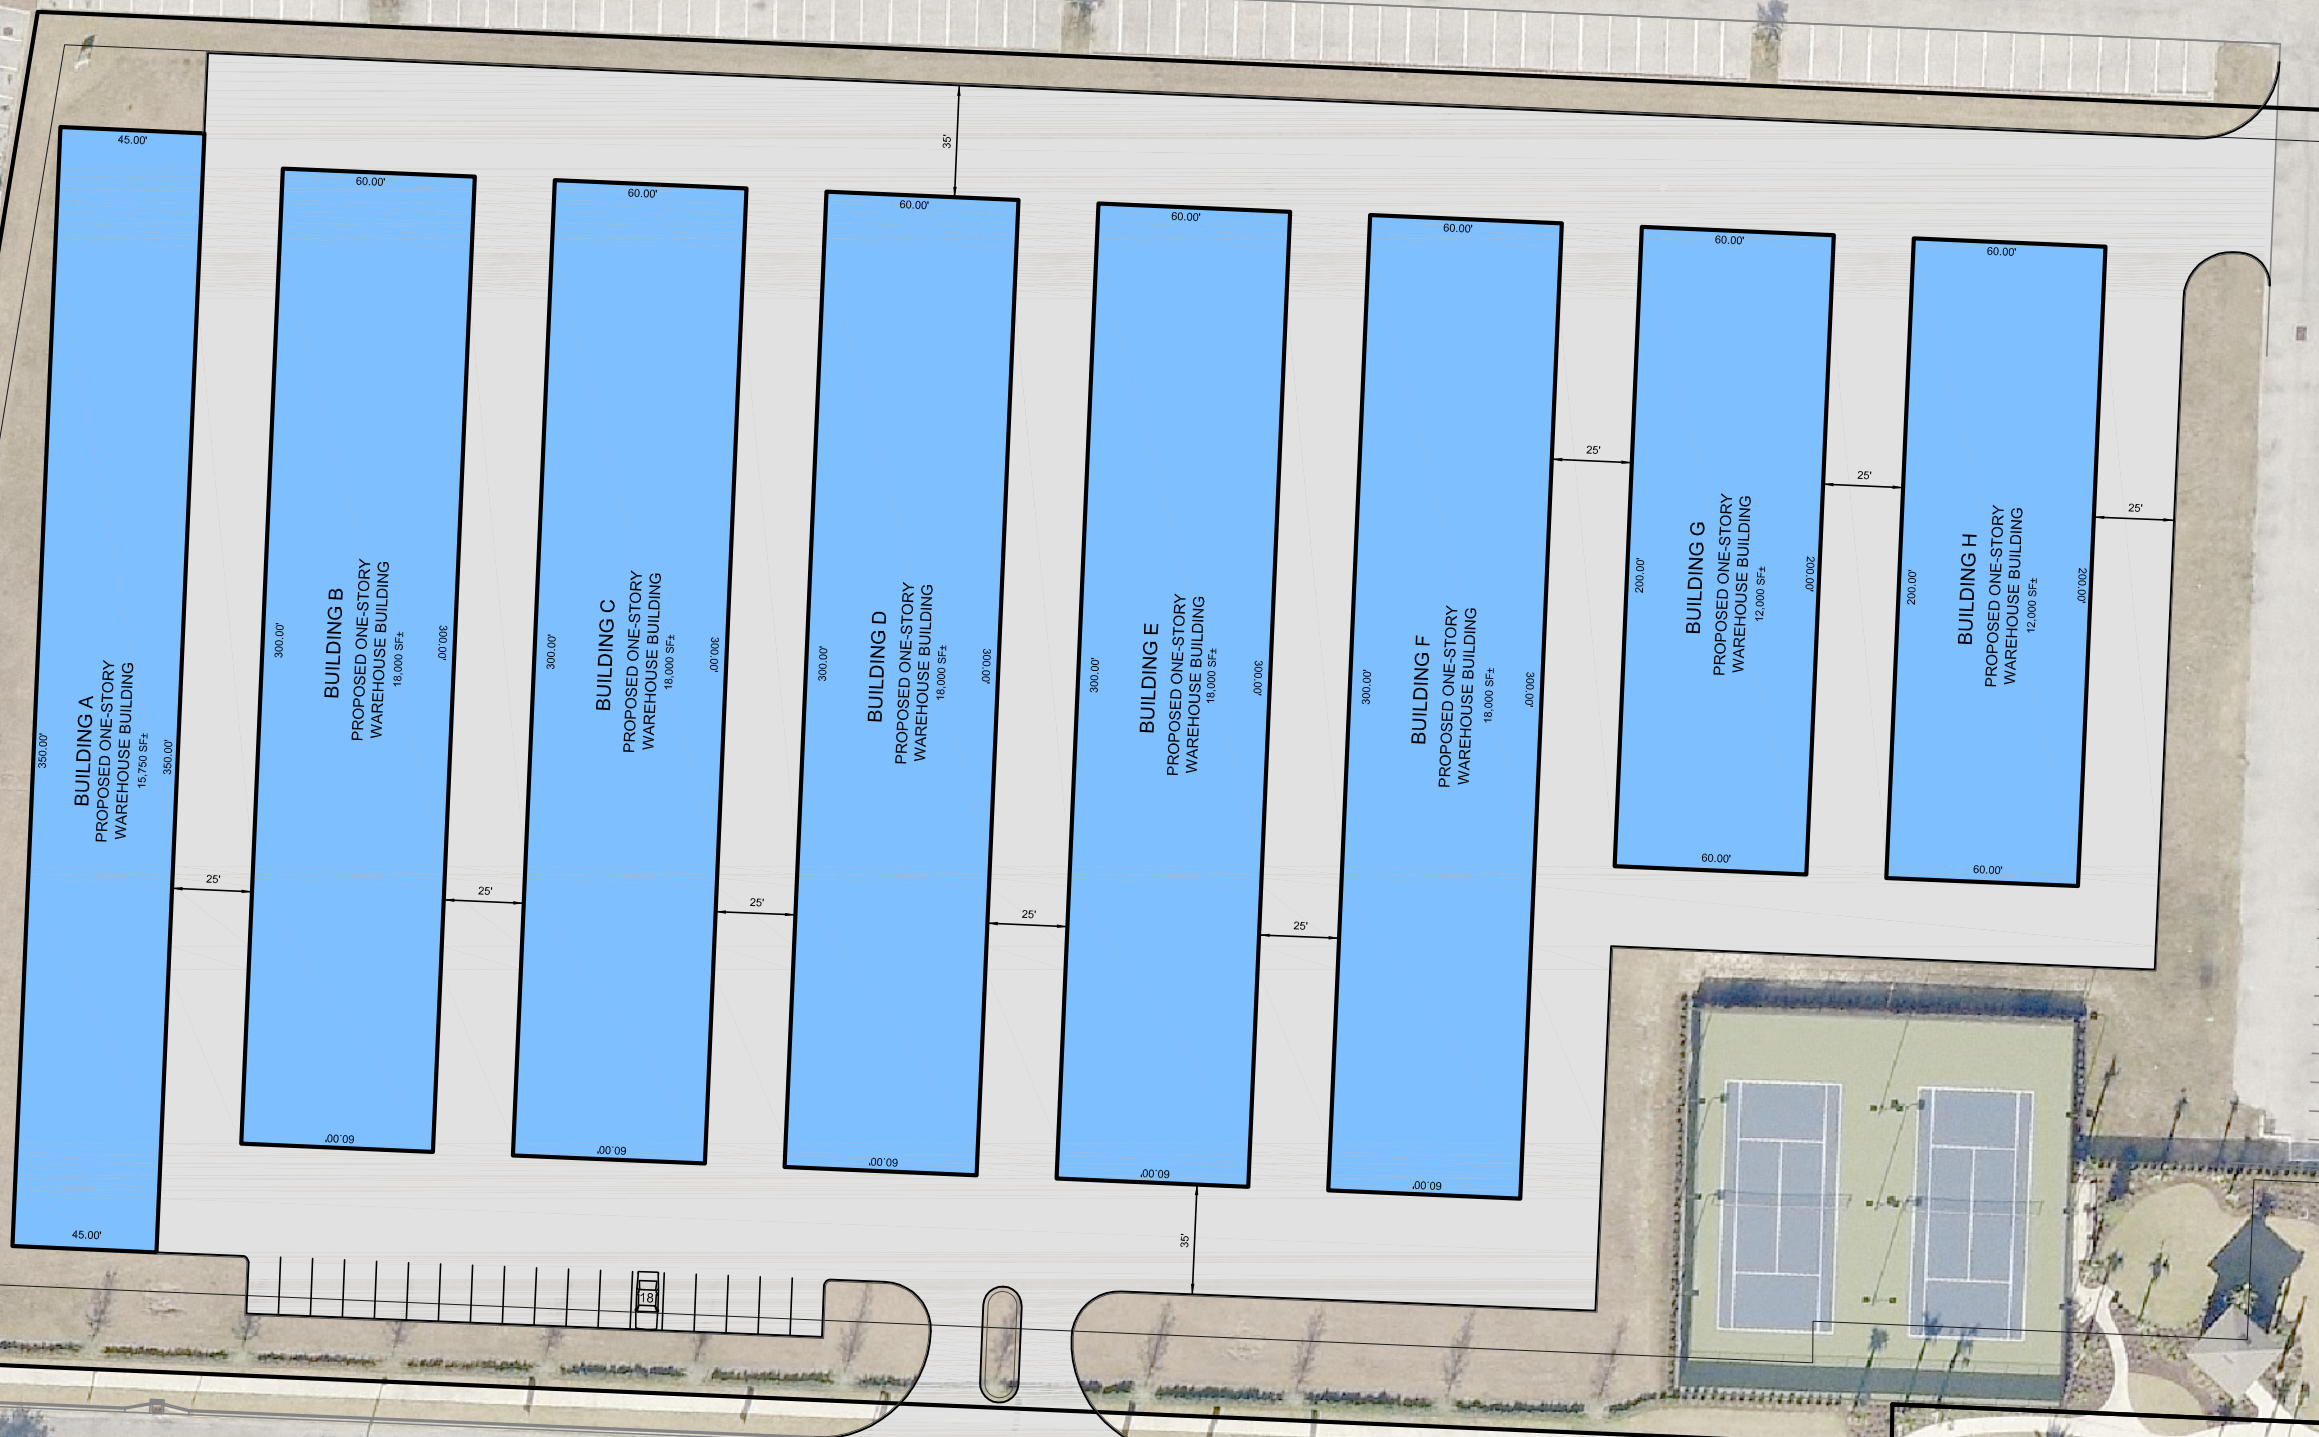 45.00'
350.00'
BUILDING A
PROPOSED ONE-STORY
WAREHOUSE BUILDING
15,750 SF±
350.00'
45.00'
25'
60.00'
300.00'
BUILDING B
PROPOSED ONE-STORY
WAREHOUSE BUILDING
18,000 SF±
300.00'
60.00'
25'
60.00'
300.00'
BUILDING C
PROPOSED ONE-STORY
WAREHOUSE BUILDING
18,000 SF±
300.00'
60.00'
25'
35'
60.00'
300.00'
BUILDING D
PROPOSED ONE-STORY
WAREHOUSE BUILDING
18,000 SF±
300.00'
60.00'
25'
60.00'
300.00'
BUILDING E
PROPOSED ONE-STORY
WAREHOUSE BUILDING
18,000 SF±
300.00'
60.00'
25'
35'
60.00'
300.00'
BUILDING F
PROPOSED ONE-STORY
WAREHOUSE BUILDING
18,000 SF±
300.00'
60.00'
25'
60.00'
200.00'
BUILDING G
PROPOSED ONE-STORY
WAREHOUSE BUILDING
12,000 SF±
200.00'
60.00'
25'
60.00'
200.00'
BUILDING H
PROPOSED ONE-STORY
WAREHOUSE BUILDING
12,000 SF±
200.00'
60.00'
25'
18